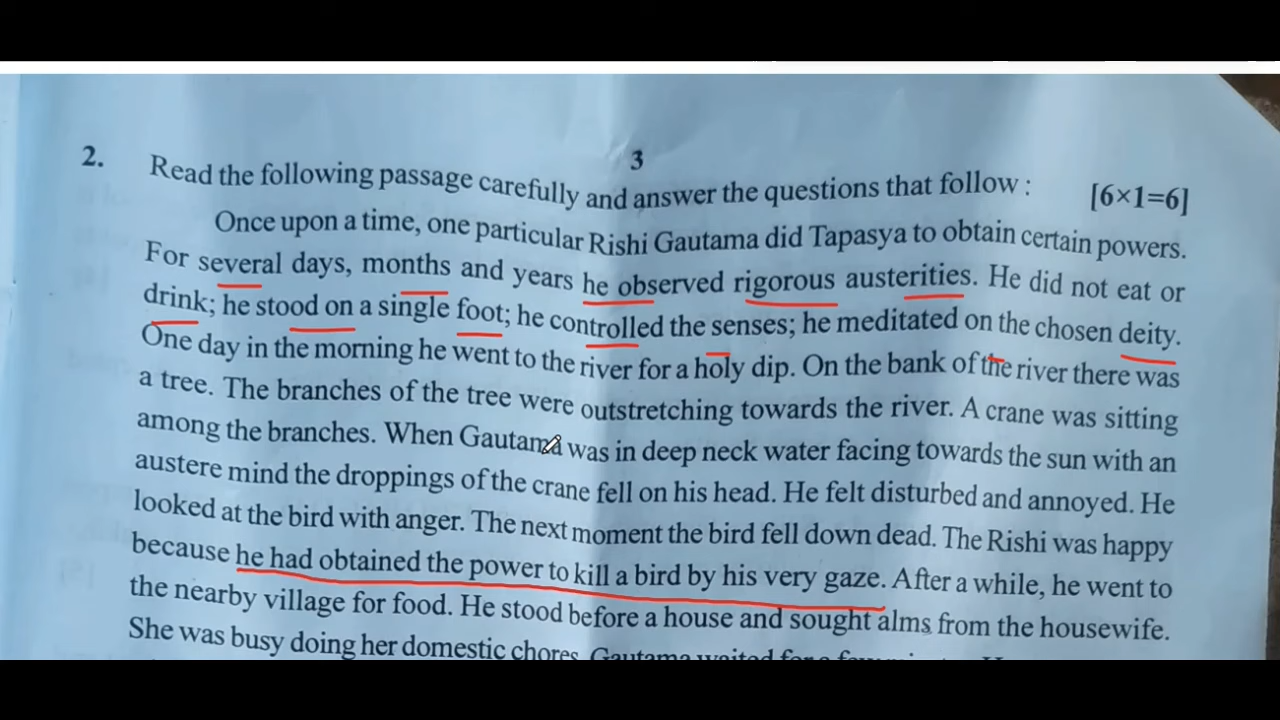 3
2. Read the following passage carefully and answer the questions that follow : [6×1=6]
Once upon a time, one particular Rishi Gautama did Tapasya to obtain certain powers.
For several days, months and years he observed rigorous austerities. He did not eat or
drink; he stood on a single foot; he controlled the senses; he meditated on the chosen deity.
One day in the morning he went to the river for a holy dip. On the bank of the river there was
a tree. The branches of the tree were outstretching towards the river. A crane was sitting
among the branches. When Gautama was in deep neck water facing towards the sun with an
austere mind the droppings of the crane fell on his head. He felt disturbed and annoyed. He
looked at the bird with anger. The next moment the bird fell down dead. The Rishi was happy
because he had obtained the power to kill a bird by his very gaze. After a while, he went to
the nearby village for food. He stood before a house and sought alms from the housewife.
She was busy doing her domestic chores. Gautama waited for a few